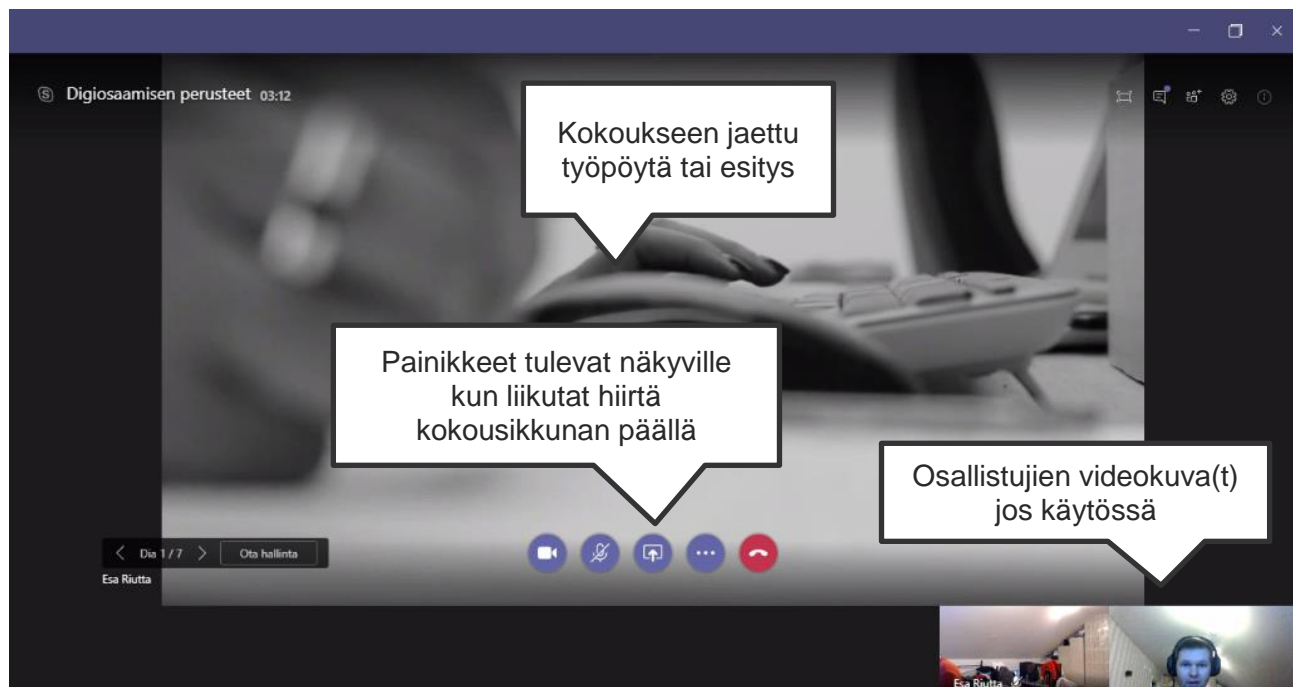 Digiosaamisen perusteet 03:12
Kokoukseen jaettu
työpöytä tai esitys
Painikkeet tulevat näkyville
kun liikutat hiirtä
kokousikkunan päällä
Osallistujien videokuva(t)
jos käytössä
Dia 1 / 7 Ota hallinta
Esa Riutta
Esa Riutta